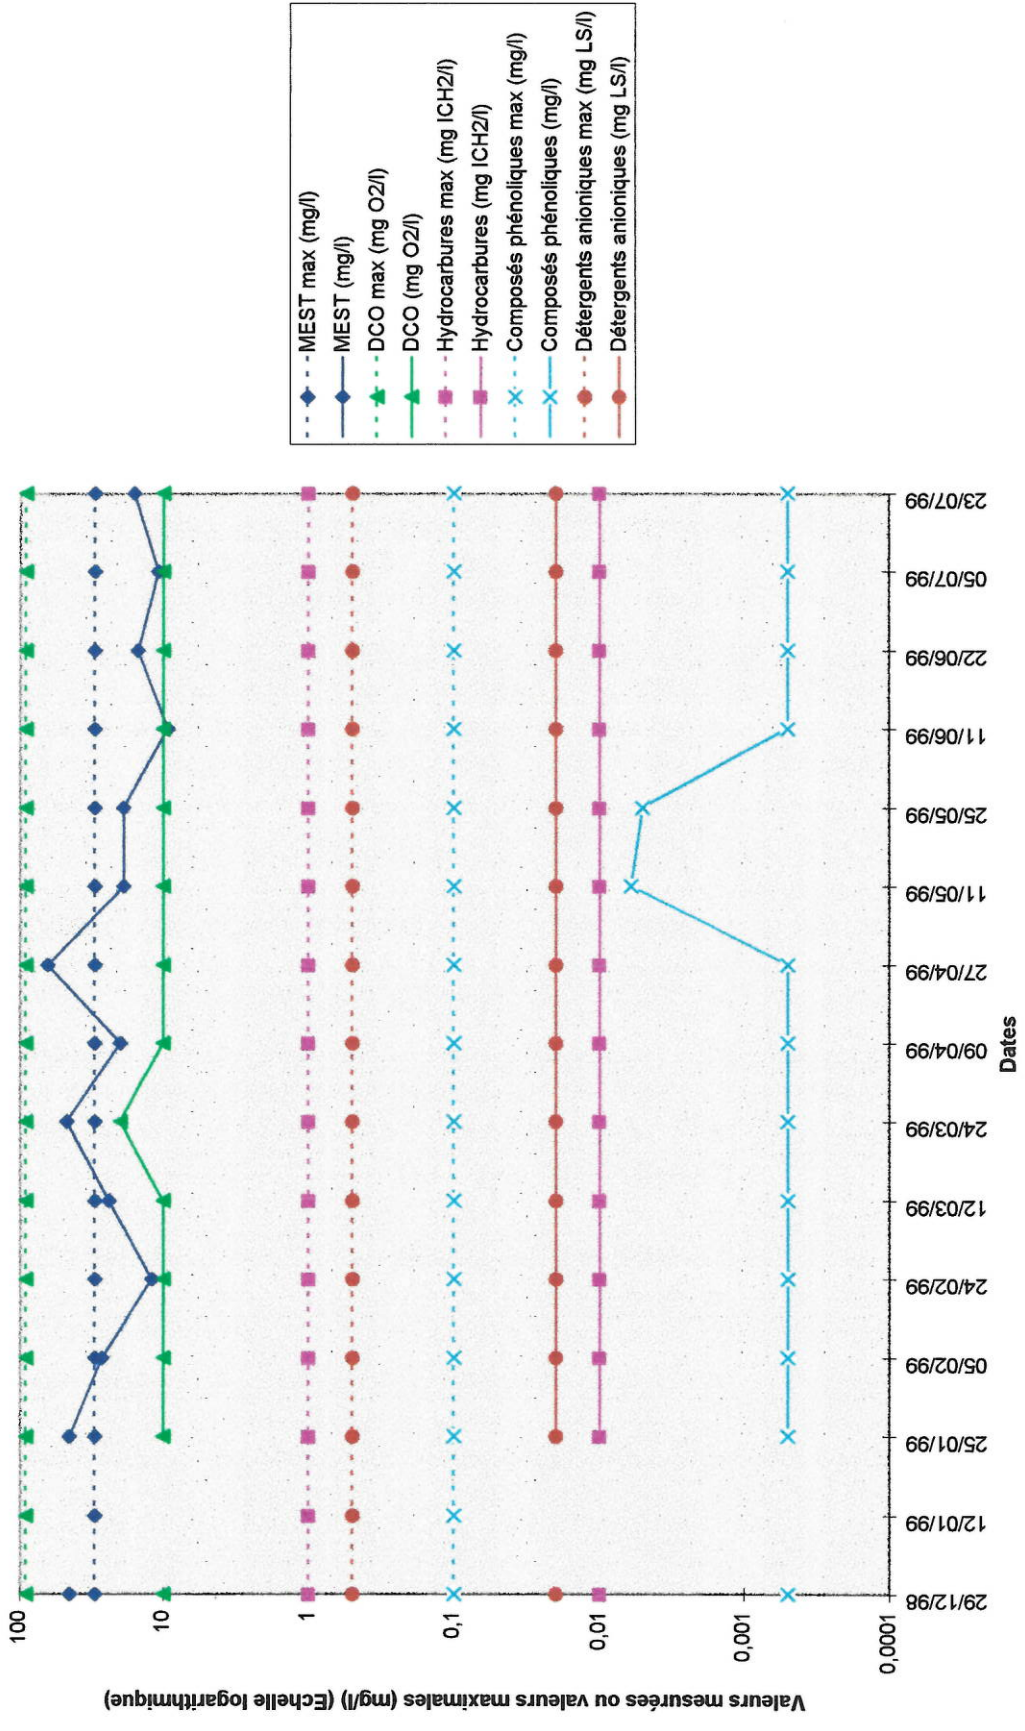 MEST max (mg/l)
MEST (mg/l)
DCO max (mg O2/l)
DCO (mg O2/l)
Hydrocarbures max (mg ICH2/l)
Hydrocarbures (mg ICH2/l)
Composés phénoliques max (mg/l)
Composés phénoliques (mg/l)
Détergents anioniques max (mg LS/l)
Détergents anioniques (mg LS/l)
Valeurs mesurées ou valeurs maximales (mg/l) (Echelle logarithmique)
100
10
1
0,1
0,01
0,001
0,0001
29/12/98
12/01/99
25/01/99
05/02/99
24/02/99
12/03/99
24/03/99
09/04/99
27/04/99
11/05/99
25/05/99
11/06/99
22/06/99
05/07/99
23/07/99
Dates